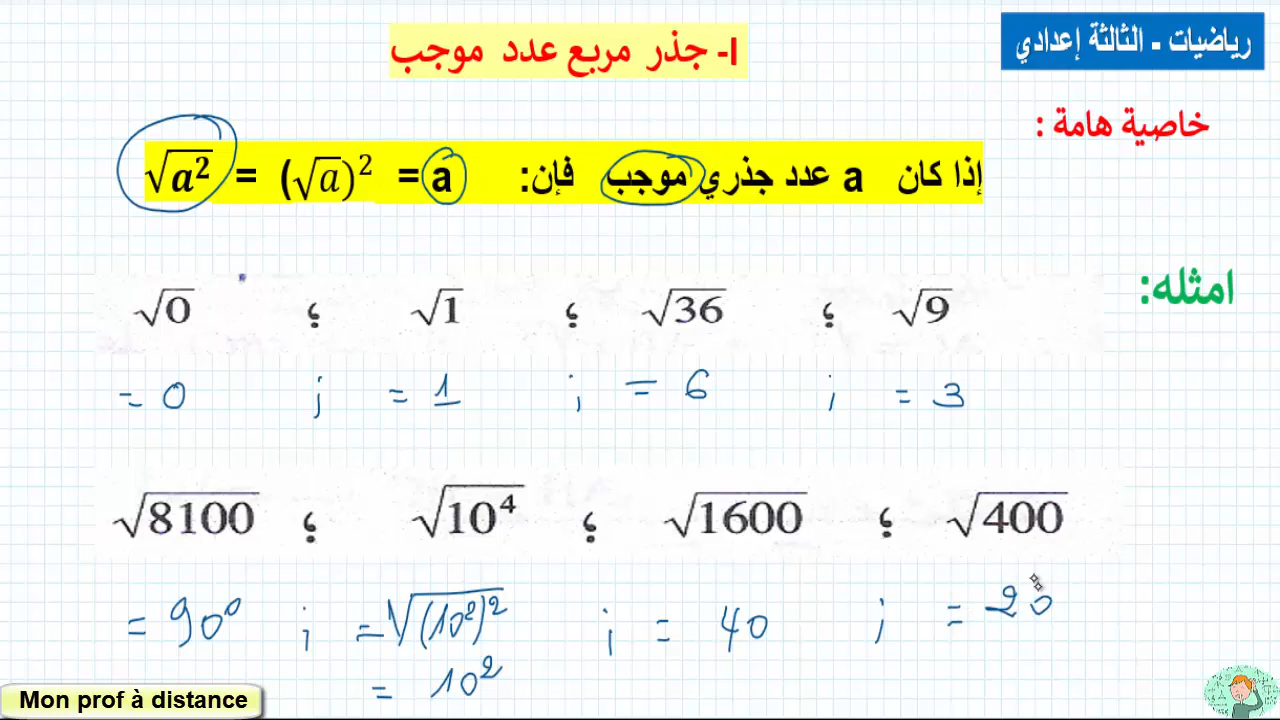 رياضيات - الثالثة إعدادي
I- جذر مربع عدد موجب
خاصية هامة :
إذا كان a عدد جذري موجب فإن: √a² = (√a)² = a
امثله:
√9 ؛ √36 ؛ √1 ؛ √0
= 3 ; = 6 ; = 1 ; = 0
√400 ؛ √1600 ؛ √10⁴ ؛ √8100
= 20 ; = 40 ; = √(10²)² ; = 90⁰
= 10²
Mon prof à distance